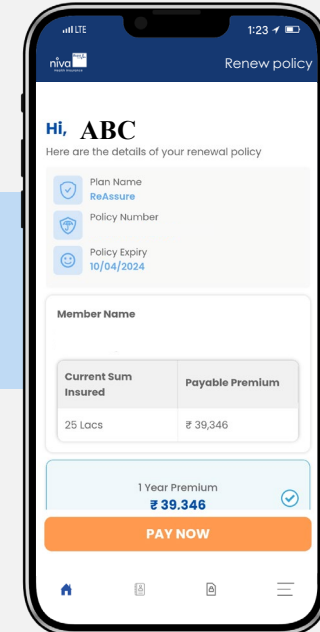 LTE
1:23
niva
Health Insurance
Renew policy
Hi, ABC
Here are the details of your renewal policy
Plan Name
ReAssure
Policy Number
Policy Expiry
10/04/2024
Member Name
Current Sum Insured
Payable Premium
25 Lacs
₹ 39,346
1 Year Premium
₹ 39.346
PAY NOW